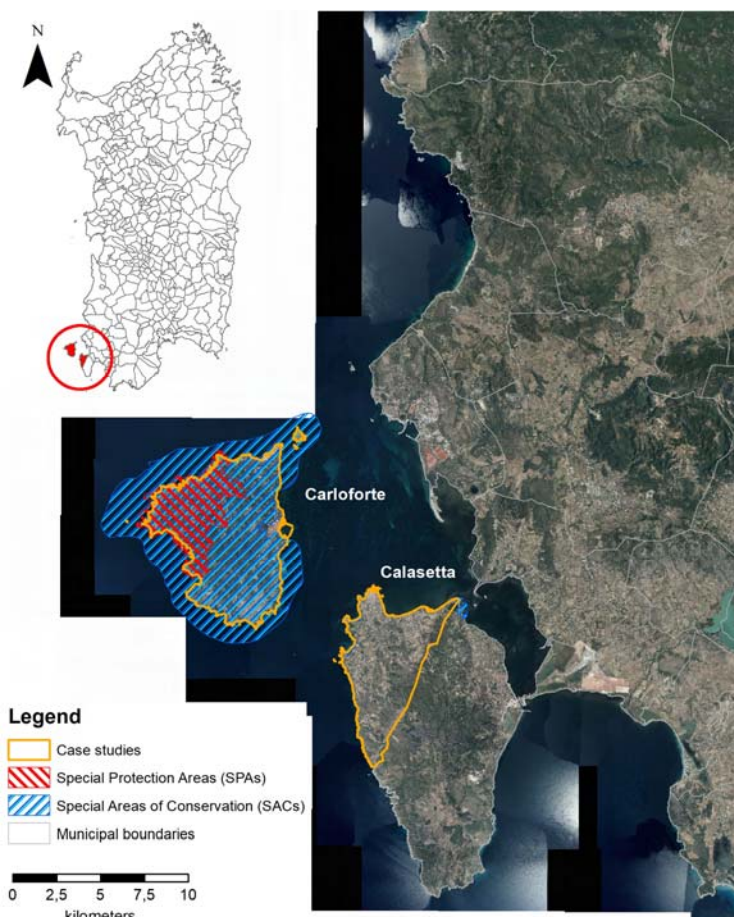 N
Carloforte
Calasetta
Legend
Case studies
Special Protection Areas (SPAs)
Special Areas of Conservation (SACs)
Municipal boundaries
0 2,5 5 7,5 10
kilometers